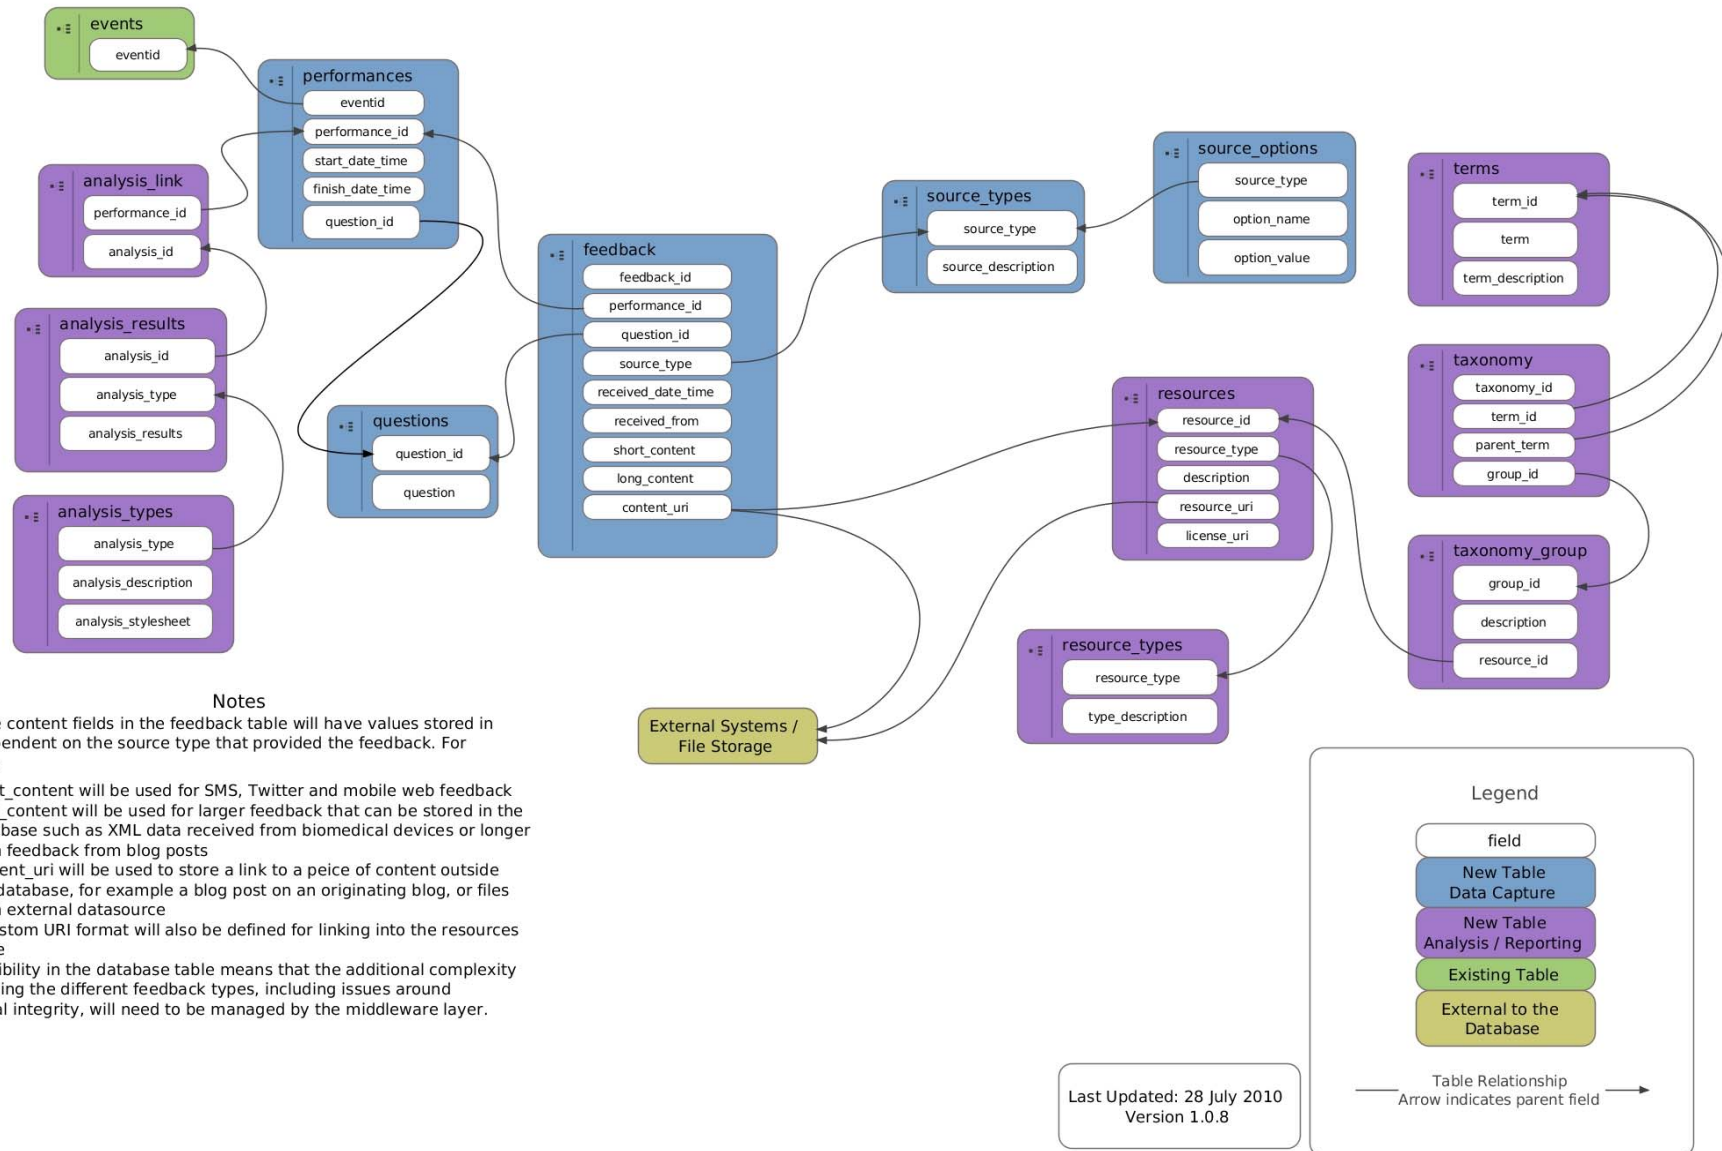 events
eventid
performances
eventid
performance_id
start_date_time
finish_date_time
question_id
analysis_link
performance_id
analysis_id
analysis_results
analysis_id
analysis_type
analysis_results
analysis_types
analysis_type
analysis_description
analysis_stylesheet
questions
question_id
question
feedback
feedback_id
performance_id
question_id
source_type
received_date_time
received_from
short_content
long_content
content_uri
source_types
source_type
source_description
source_options
source_type
option_name
option_value
resources
resource_id
resource_type
description
resource_uri
license_uri
resource_types
resource_type
type_description
terms
term_id
term
term_description
taxonomy
taxonomy_id
term_id
parent_term
group_id
taxonomy_group
group_id
description
resource_id
External Systems /
File Storage
Notes
content fields in the feedback table will have values stored in
on the source type that provided the feedback. For
t_content will be used for SMS, Twitter and mobile web feedback
_content will be used for larger feedback that can be stored in the
base such as XML data received from biomedical devices or longer
feedback from blog posts
ent_uri will be used to store a link to a peice of content outside
database, for example a blog post on an originating blog, or files
external datasource
stom URI format will also be defined for linking into the resources
ibility in the database table means that the additional complexity
ing the different feedback types, including issues around
al integrity, will need to be managed by the middleware layer.
Legend
field
New Table
Data Capture
New Table
Analysis / Reporting
Existing Table
External to the
Database
Table Relationship
Arrow indicates parent field
Last Updated: 28 July 2010
Version 1.0.8